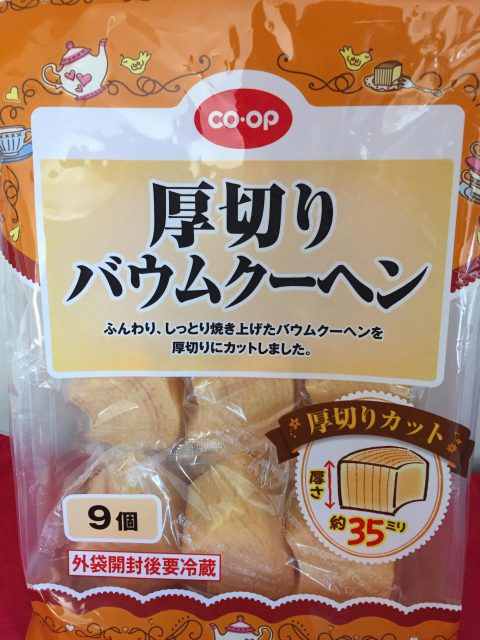 CO·OP
厚切り
バウムクーヘン
ふんわり、しっとり焼き上げたバウムクーヘンを
厚切りにカットしました。
厚切りカット
厚さ
約35ミリ
9個
外袋開封後要冷蔵